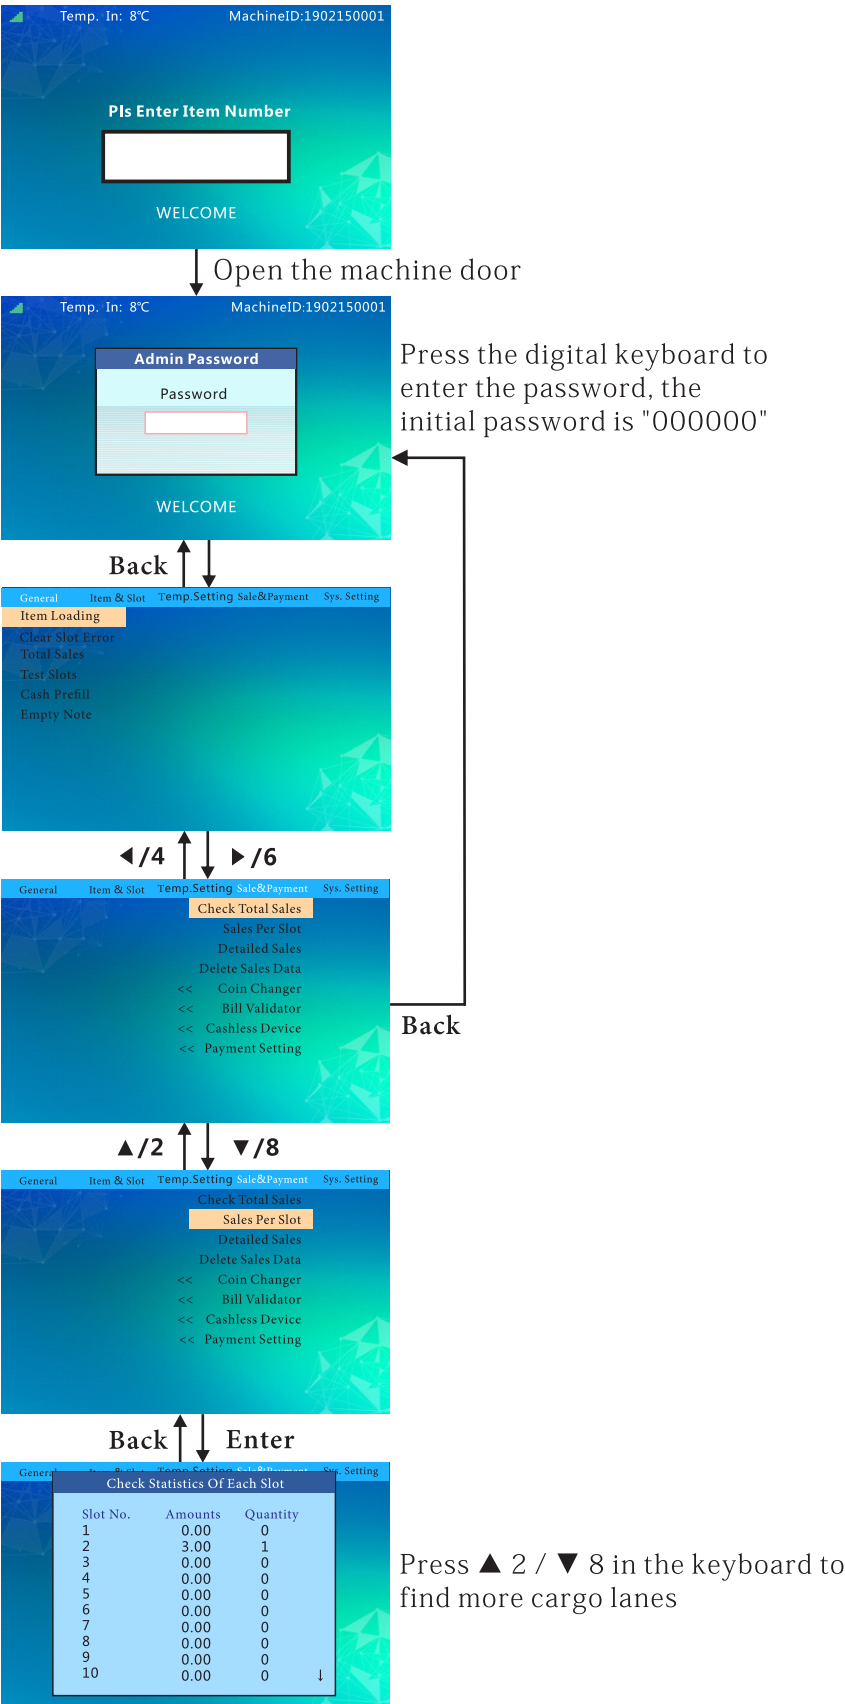 Temp. In: 8℃ MachineID:1902150001
Pls Enter Item Number
WELCOME
Open the machine door
Temp. In: 8℃ MachineID:1902150001
Admin Password
Password
WELCOME
Press the digital keyboard to
enter the password, the
initial password is "000000"
Back
General Item & Slot Temp.Setting Sale&Payment Sys. Setting
Item Loading
Clear Slot Error
Total Sales
Test Slots
Cash Prefill
Empty Note
◀/4 ▶/6
General Item & Slot Temp.Setting Sale&Payment Sys. Setting
Check Total Sales
Sales Per Slot
Detailed Sales
Delete Sales Data
<< Coin Changer
<< Bill Validator
<< Cashless Device
<< Payment Setting
Back
▲/2 ▼/8
General Item & Slot Temp.Setting Sale&Payment Sys. Setting
Check Total Sales
Sales Per Slot
Detailed Sales
Delete Sales Data
<< Coin Changer
<< Bill Validator
<< Cashless Device
<< Payment Setting
Back Enter
General Item & Slot Temp.Setting Sale&Payment Sys. Setting
Check Statistics Of Each Slot
Slot No. Amounts Quantity
1 0.00 0
2 3.00 1
3 0.00 0
4 0.00 0
5 0.00 0
6 0.00 0
7 0.00 0
8 0.00 0
9 0.00 0
10 0.00 0 ↓
Press ▲ 2 / ▼ 8 in the keyboard to
find more cargo lanes